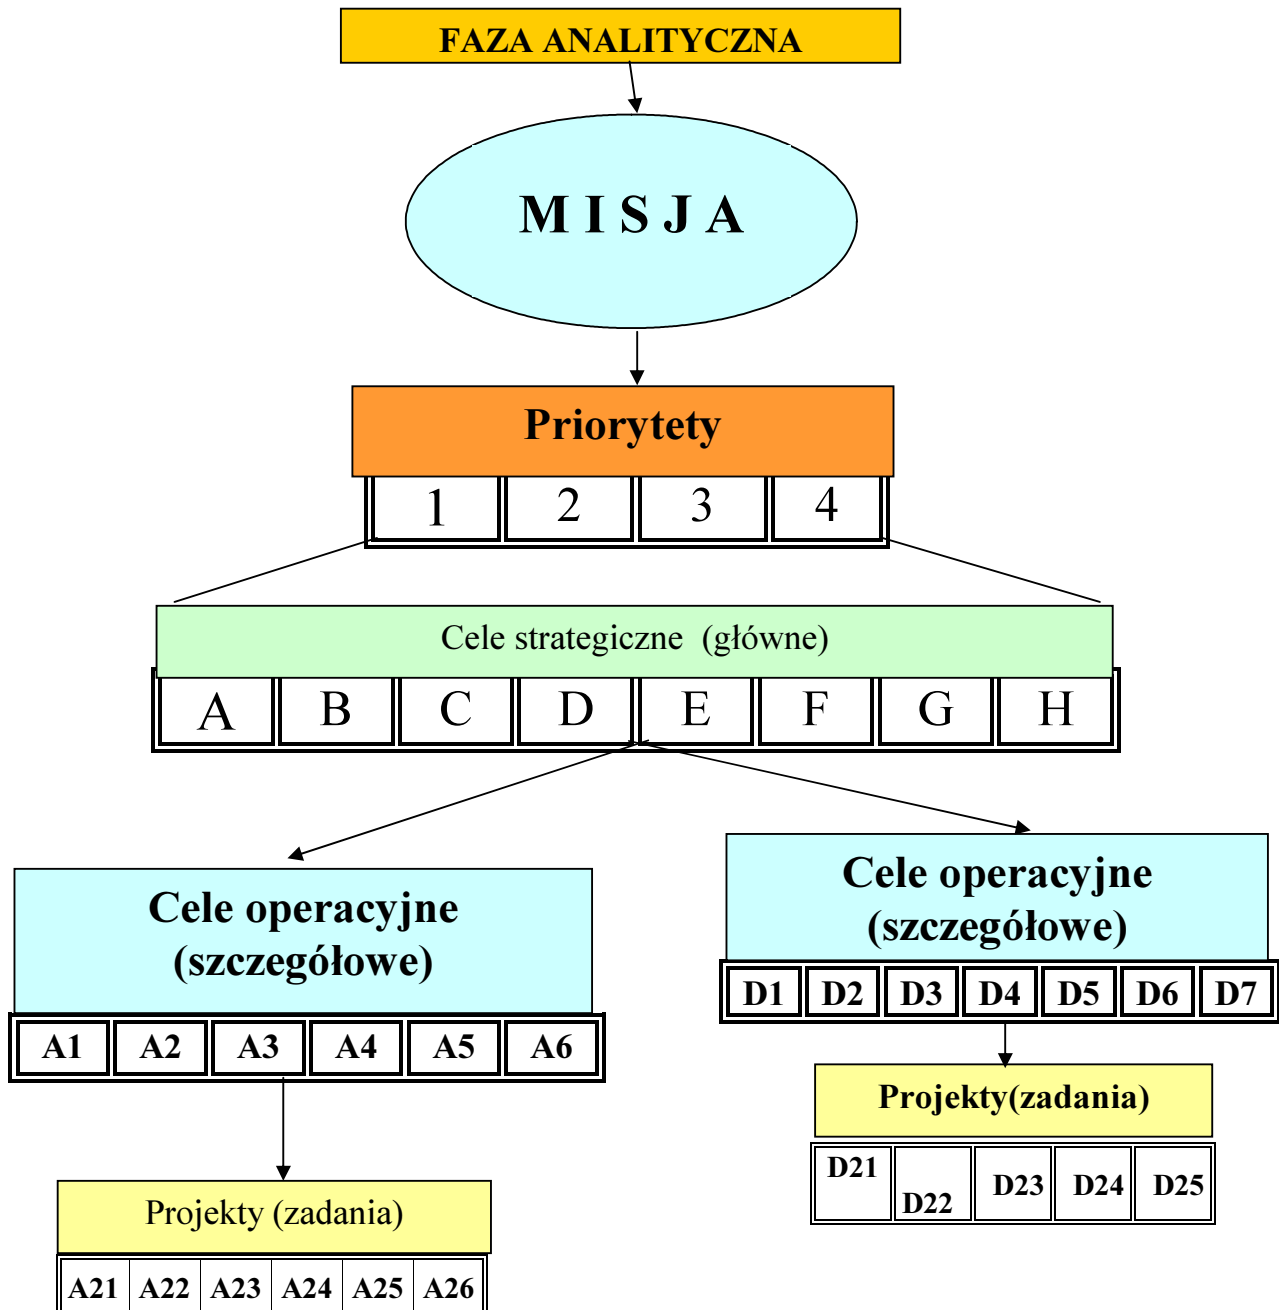 FAZA ANALITYCZNA
M I S J A
Priorytety
1 2 3 4
Cele strategiczne (główne)
A B C D E F G H
Cele operacyjne
(szczegółowe)
A1 A2 A3 A4 A5 A6
Projekty (zadania)
A21 A22 A23 A24 A25 A26
Cele operacyjne
(szczegółowe)
D1 D2 D3 D4 D5 D6 D7
Projekty(zadania)
D21 D22 D23 D24 D25